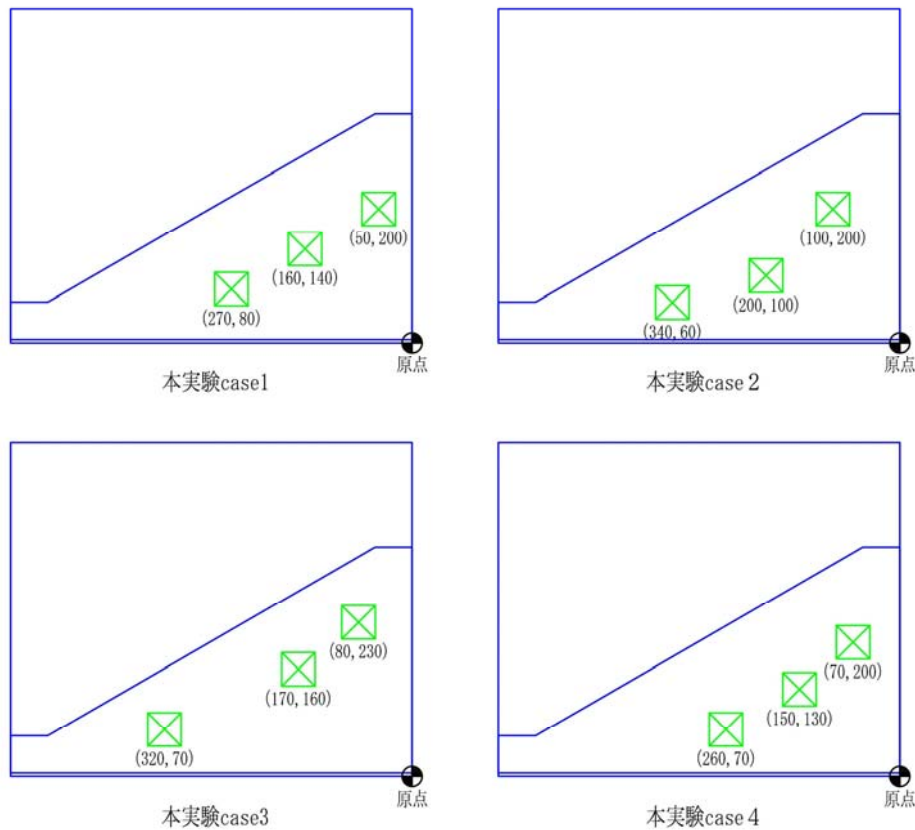 (50, 200)
(160, 140)
(270, 80)
原点
本実験case1
(100, 200)
(200, 100)
(340, 60)
原点
本実験case２
(80, 230)
(170, 160)
(320, 70)
原点
本実験case3
(70, 200)
(150, 130)
(260, 70)
原点
本実験case４